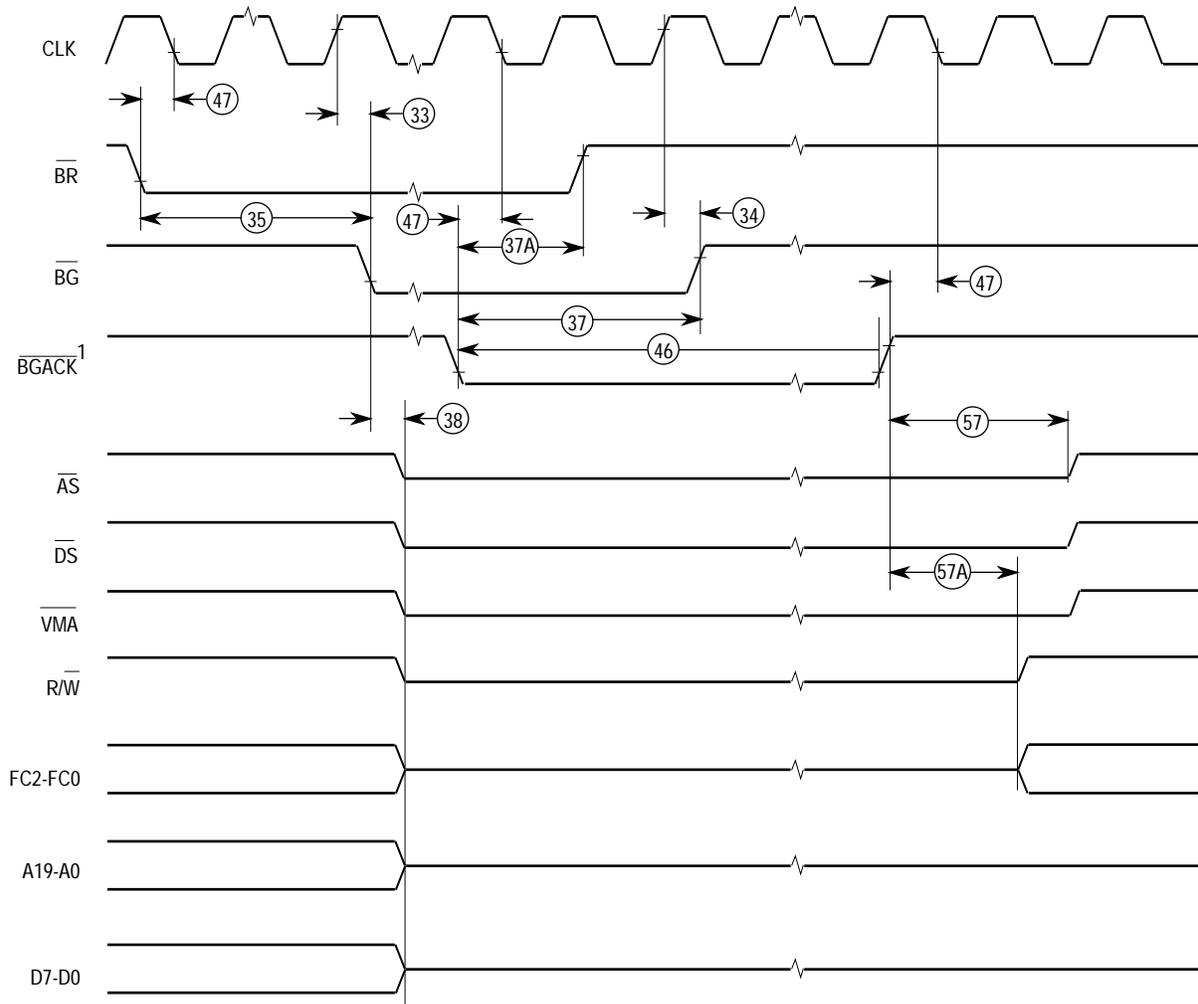 CLK
47
33
BR
35
47
37A
34
BG
47
37
BGACK1
46
38
57
AS
DS
57A
VMA
R/W
FC2-FC0
A19-A0
D7-D0